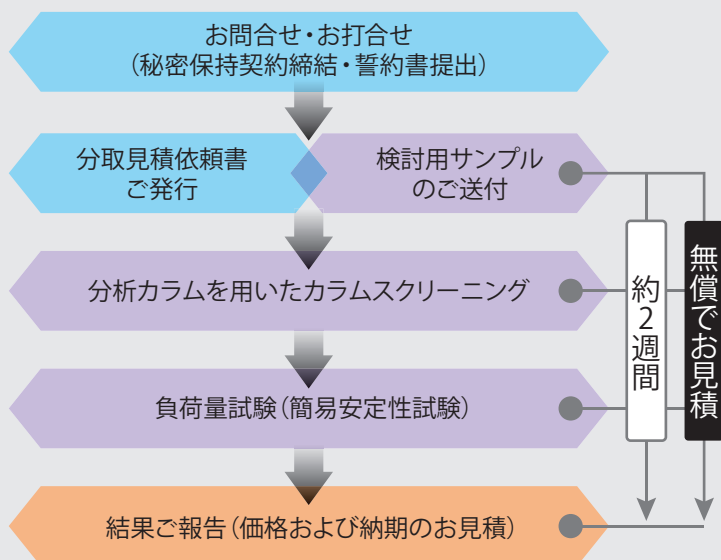 お問合せ・お打合せ
（秘密保持契約締結・誓約書提出）
分取見積依頼書
ご発行
検討用サンプル
のご送付
分析カラムを用いたカラムスクリーニング
負荷量試験（簡易安定性試験）
結果ご報告（価格および納期のお見積）
約2週間
無償でお見積